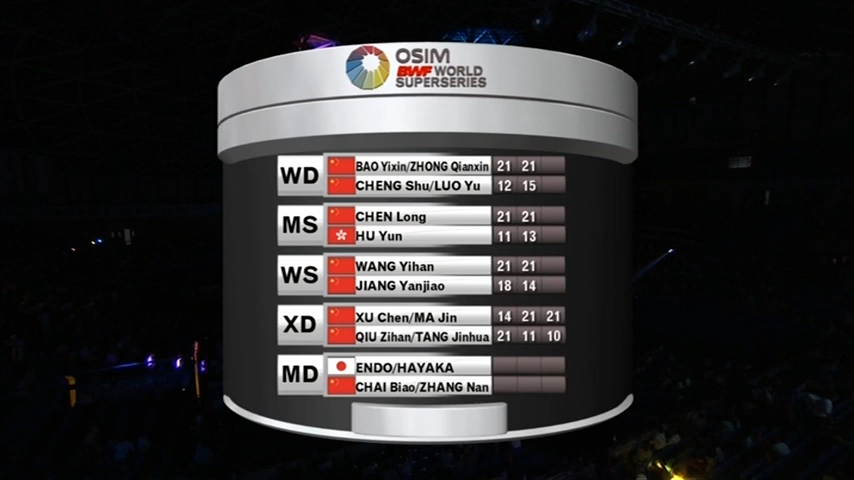 OSIM
BWF WORLD
SUPERSERIES
WD BAO Yixin/ZHONG Qianxin 21 21
CHENG Shu/LUO Yu 12 15
MS CHEN Long 21 21
HU Yun 11 13
WS WANG Yihan 21 21
JIANG Yanjiao 18 14
XD XU Chen/MA Jin 14 21 21
QIU Zihan/TANG Jinhua 21 11 10
MD ENDO/HAYAKA
CHAI Biao/ZHANG Nan